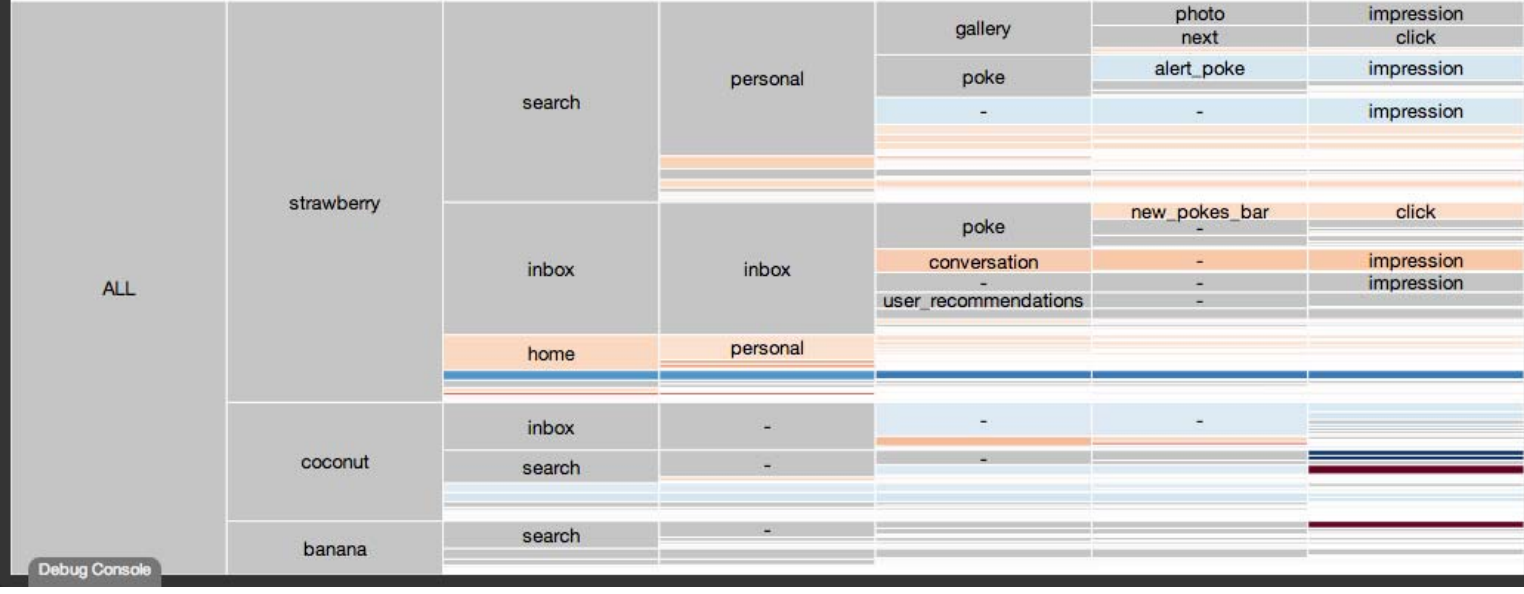 photo
impression
gallery
next
click
alert_poke
impression
personal
poke
search
-
-
impression
strawberry
new_pokes_bar
click
poke
-
conversation
-
impression
inbox
inbox
-
-
impression
ALL
user_recommendations
-
home
personal
inbox
-
-
-
coconut
search
-
-
search
-
banana
Debug Console